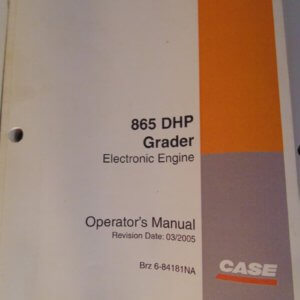 865 DHP
Grader
Electronic Engine
Operator's Manual
Revision Date: 03/2005
Brz 6-84181NA
CASE